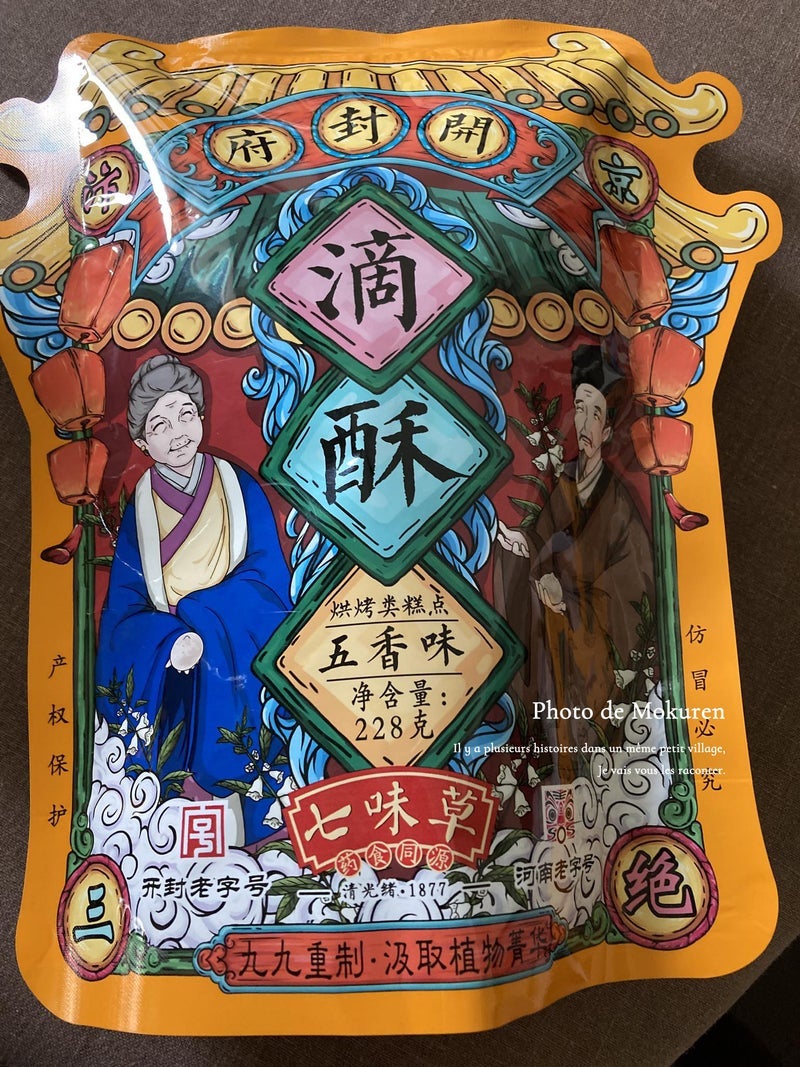 開封府
汴京
滴
酥
烘烤类糕点
五香味
净含量：
228克
产权保护
仿冒必究
Photo de Mokuren
Il y a plusieurs histoires dans un même petit village,
Je vais vous les raconter.
七味草
药食同源
开封老字号
清光绪·1877
河南老字号
三绝
九九重制·汲取植物菁华